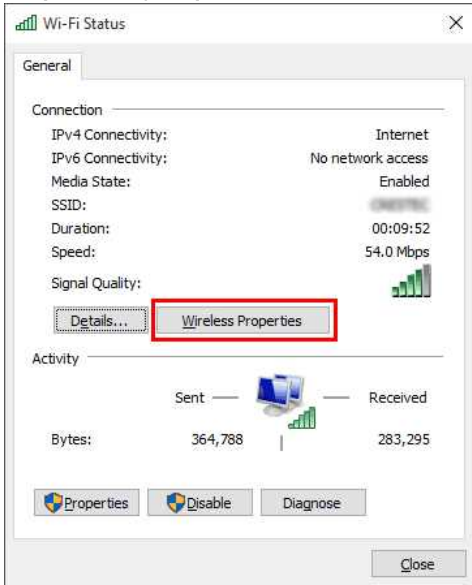 Wi-Fi Status
General
Connection
IPv4 Connectivity: Internet
IPv6 Connectivity: No network access
Media State: Enabled
SSID:
Duration: 00:09:52
Speed: 54.0 Mbps
Signal Quality:
Details... Wireless Properties
Activity
Sent Received
Bytes: 364,788 283,295
Properties Disable Diagnose
Close